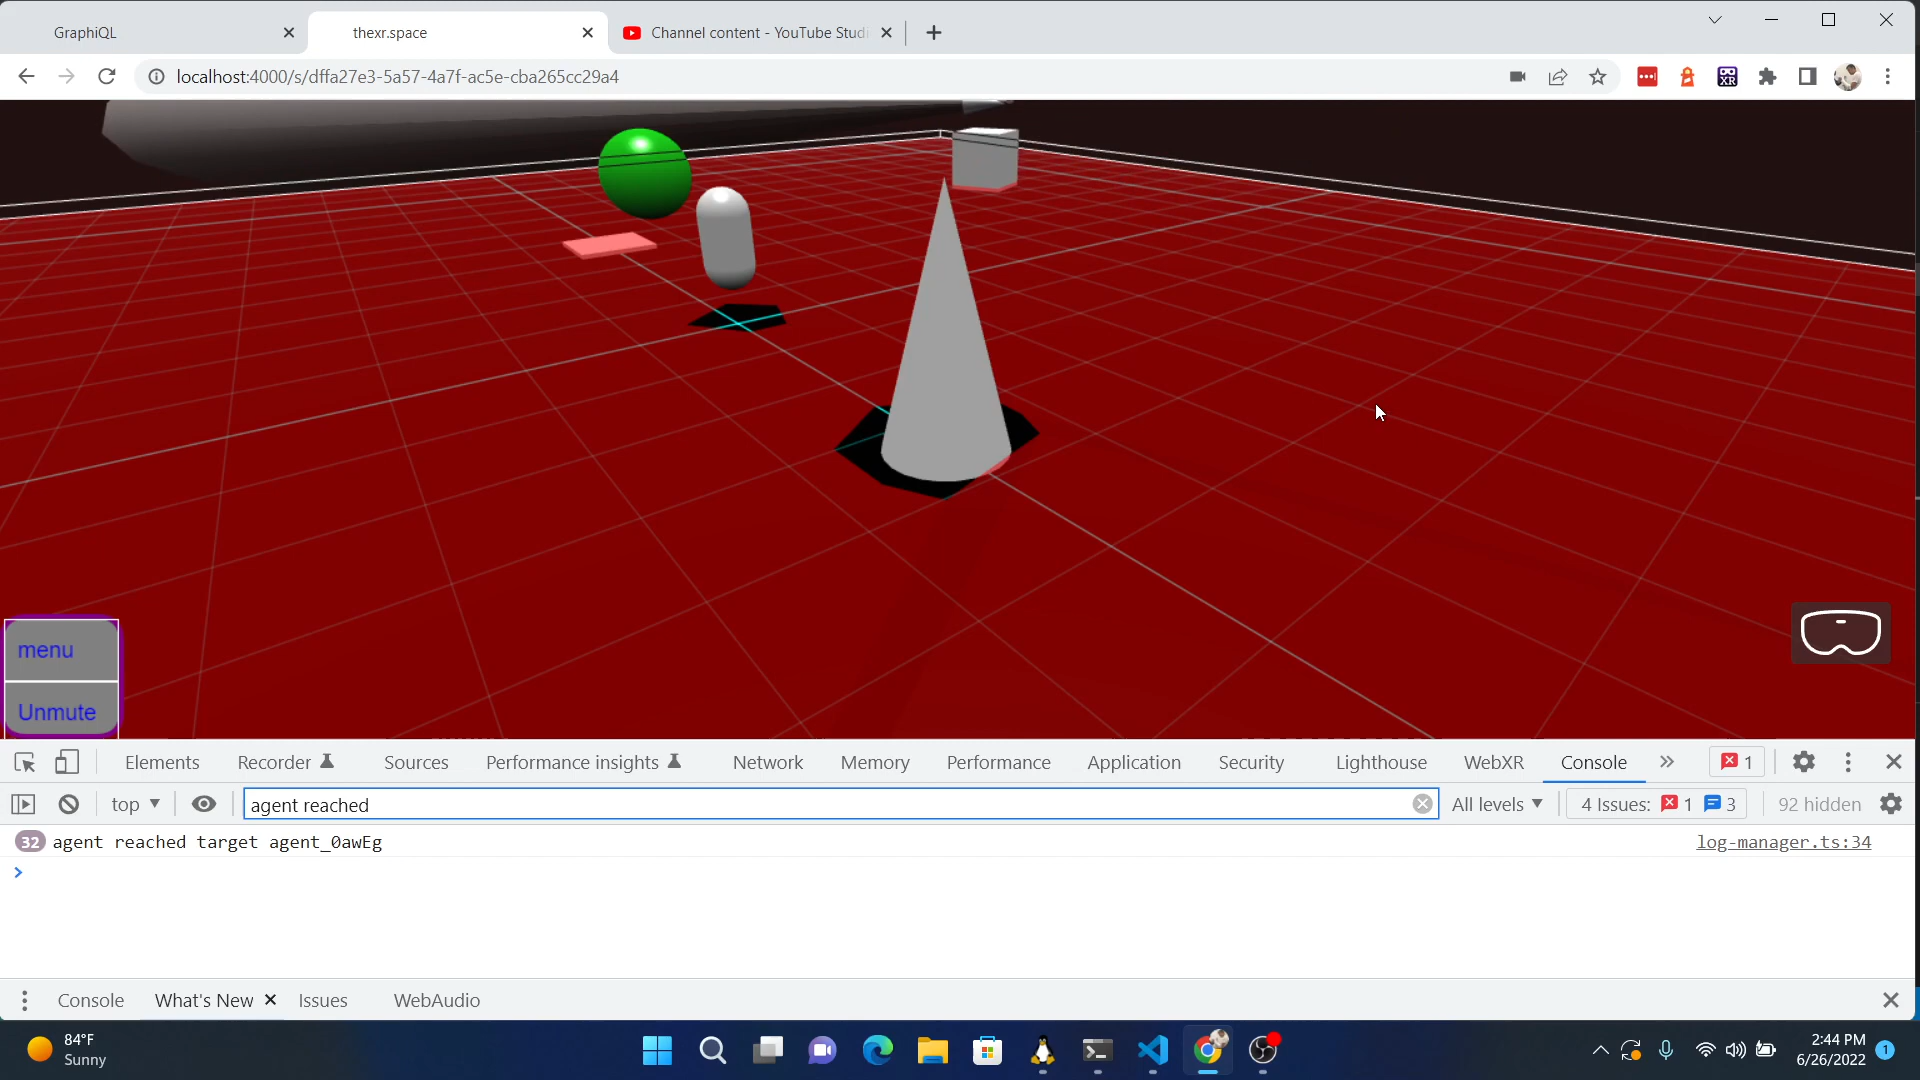 GraphiQL
thexr.space
Channel content - YouTube Studi
localhost:4000/s/dffa27e3-5a57-4a7f-ac5e-cba265cc29a4
XR
menu
Unmute
Elements
Recorder
Sources
Performance insights
Network
Memory
Performance
Application
Security
Lighthouse
WebXR
Console
1
top
agent reached
All levels
4 Issues: 1 3
92 hidden
32 agent reached target agent_0awEg
log-manager.ts:34
Console
What's New
Issues
WebAudio
84°F
Sunny
2:44 PM
6/26/2022
1